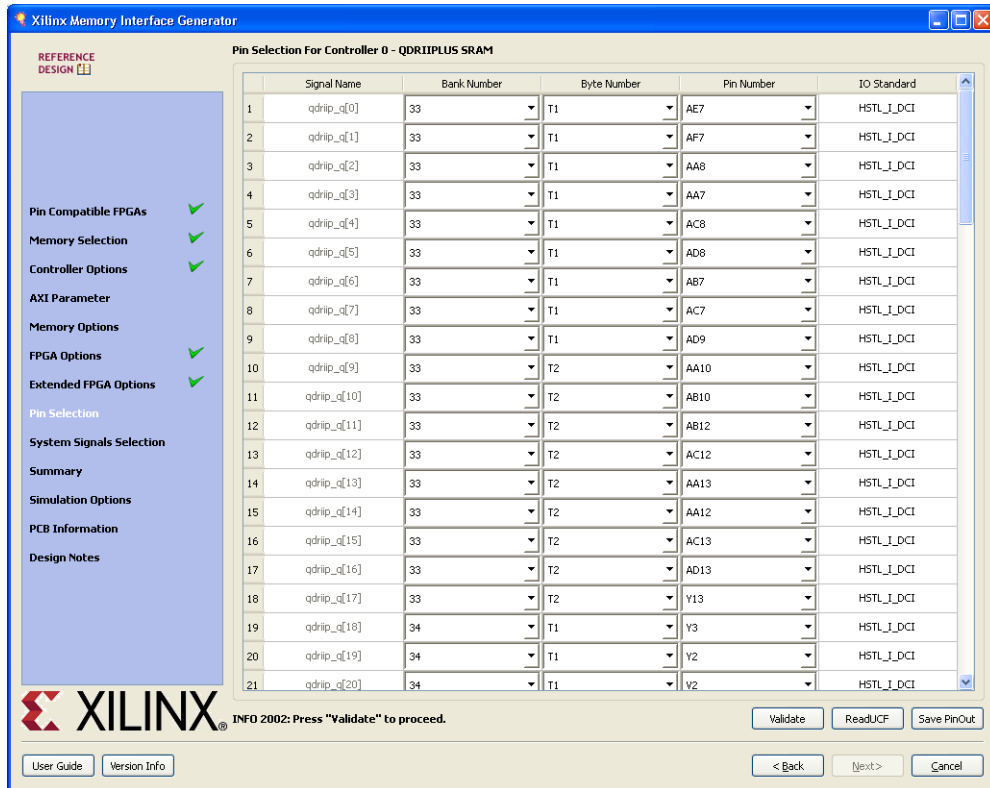 Xilinx Memory Interface Generator
REFERENCE
DESIGN
Pin Compatible FPGAs
Memory Selection
Controller Options
AXI Parameter
Memory Options
FPGA Options
Extended FPGA Options
Pin Selection
System Signals Selection
Summary
Simulation Options
PCB Information
Design Notes
XILINX®
Pin Selection For Controller 0 - QDRIIPLUS SRAM
Signal Name Bank Number Byte Number Pin Number IO Standard
1 qdriip_q[0] 33 T1 AE7 HSTL_I_DCI
2 qdriip_q[1] 33 T1 AF7 HSTL_I_DCI
3 qdriip_q[2] 33 T1 AA8 HSTL_I_DCI
4 qdriip_q[3] 33 T1 AA7 HSTL_I_DCI
5 qdriip_q[4] 33 T1 AC8 HSTL_I_DCI
6 qdriip_q[5] 33 T1 AD8 HSTL_I_DCI
7 qdriip_q[6] 33 T1 AB7 HSTL_I_DCI
8 qdriip_q[7] 33 T1 AC7 HSTL_I_DCI
9 qdriip_q[8] 33 T1 AD9 HSTL_I_DCI
10 qdriip_q[9] 33 T2 AA10 HSTL_I_DCI
11 qdriip_q[10] 33 T2 AB10 HSTL_I_DCI
12 qdriip_q[11] 33 T2 AB12 HSTL_I_DCI
13 qdriip_q[12] 33 T2 AC12 HSTL_I_DCI
14 qdriip_q[13] 33 T2 AA13 HSTL_I_DCI
15 qdriip_q[14] 33 T2 AA12 HSTL_I_DCI
16 qdriip_q[15] 33 T2 AC13 HSTL_I_DCI
17 qdriip_q[16] 33 T2 AD13 HSTL_I_DCI
18 qdriip_q[17] 33 T2 Y13 HSTL_I_DCI
19 qdriip_q[18] 34 T1 Y3 HSTL_I_DCI
20 qdriip_q[19] 34 T1 Y2 HSTL_I_DCI
21 qdriip_q[20] 34 T1 V2 HSTL_I_DCI
INFO 2002: Press "Validate" to proceed.
Validate ReadUCF Save PinOut
User Guide Version Info < Back Next> Cancel